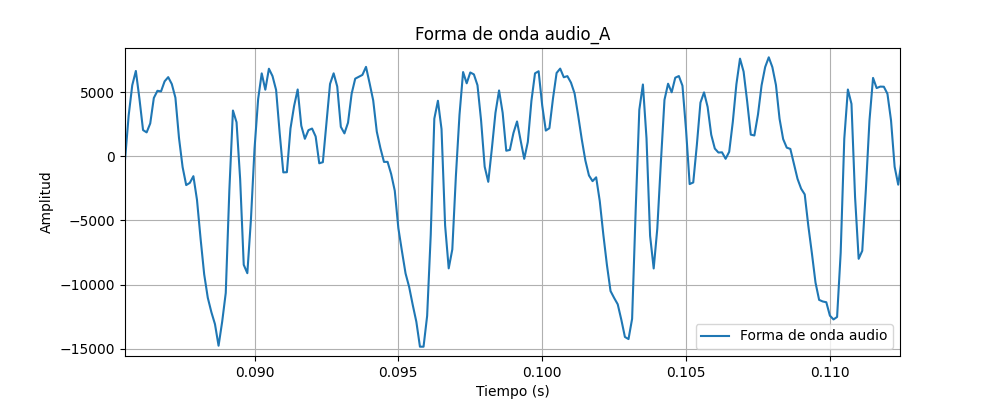 Forma de onda audio_A
Amplitud
5000
0
−5000
−10000
−15000
0.090
0.095
0.100
0.105
0.110
Tiempo (s)
Forma de onda audio